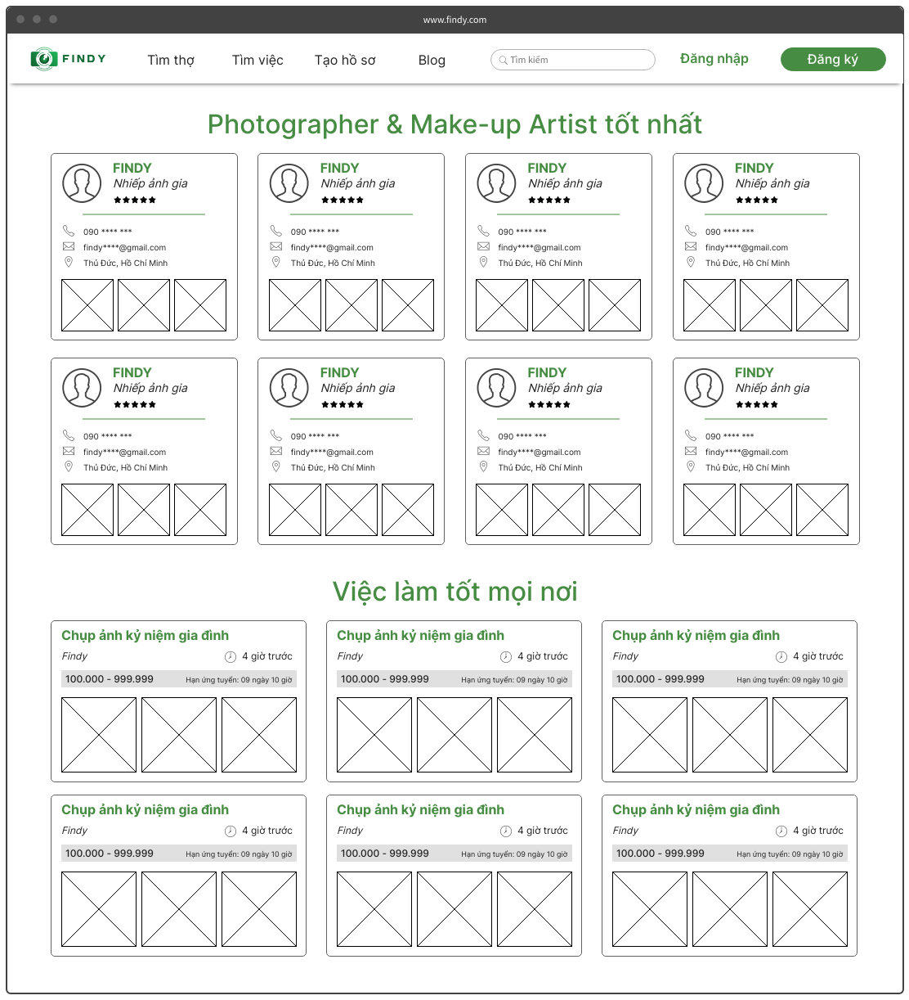 www.findy.com
FINDY Tìm thợ Tìm việc Tạo hồ sơ Blog Tìm kiếm Đăng nhập Đăng ký
Photographer & Make-up Artist tốt nhất
FINDY FINDY FINDY FINDY
Nhiếp ảnh gia Nhiếp ảnh gia Nhiếp ảnh gia Nhiếp ảnh gia
090 **** *** 090 **** *** 090 **** *** 090 **** ***
findy****@gmail.com findy****@gmail.com findy****@gmail.com findy****@gmail.com
Thủ Đức, Hồ Chí Minh Thủ Đức, Hồ Chí Minh Thủ Đức, Hồ Chí Minh Thủ Đức, Hồ Chí Minh
FINDY FINDY FINDY FINDY
Nhiếp ảnh gia Nhiếp ảnh gia Nhiếp ảnh gia Nhiếp ảnh gia
090 **** *** 090 **** *** 090 **** *** 090 **** ***
findy****@gmail.com findy****@gmail.com findy****@gmail.com findy****@gmail.com
Thủ Đức, Hồ Chí Minh Thủ Đức, Hồ Chí Minh Thủ Đức, Hồ Chí Minh Thủ Đức, Hồ Chí Minh
Việc làm tốt mọi nơi
Chụp ảnh kỷ niệm gia đình Chụp ảnh kỷ niệm gia đình Chụp ảnh kỷ niệm gia đình
Findy 4 giờ trước Findy 4 giờ trước Findy 4 giờ trước
100.000 - 999.999 Hạn ứng tuyển: 09 ngày 10 giờ 100.000 - 999.999 Hạn ứng tuyển: 09 ngày 10 giờ 100.000 - 999.999 Hạn ứng tuyển: 09 ngày 10 giờ
Chụp ảnh kỷ niệm gia đình Chụp ảnh kỷ niệm gia đình Chụp ảnh kỷ niệm gia đình
Findy 4 giờ trước Findy 4 giờ trước Findy 4 giờ trước
100.000 - 999.999 Hạn ứng tuyển: 09 ngày 10 giờ 100.000 - 999.999 Hạn ứng tuyển: 09 ngày 10 giờ 100.000 - 999.999 Hạn ứng tuyển: 09 ngày 10 giờ